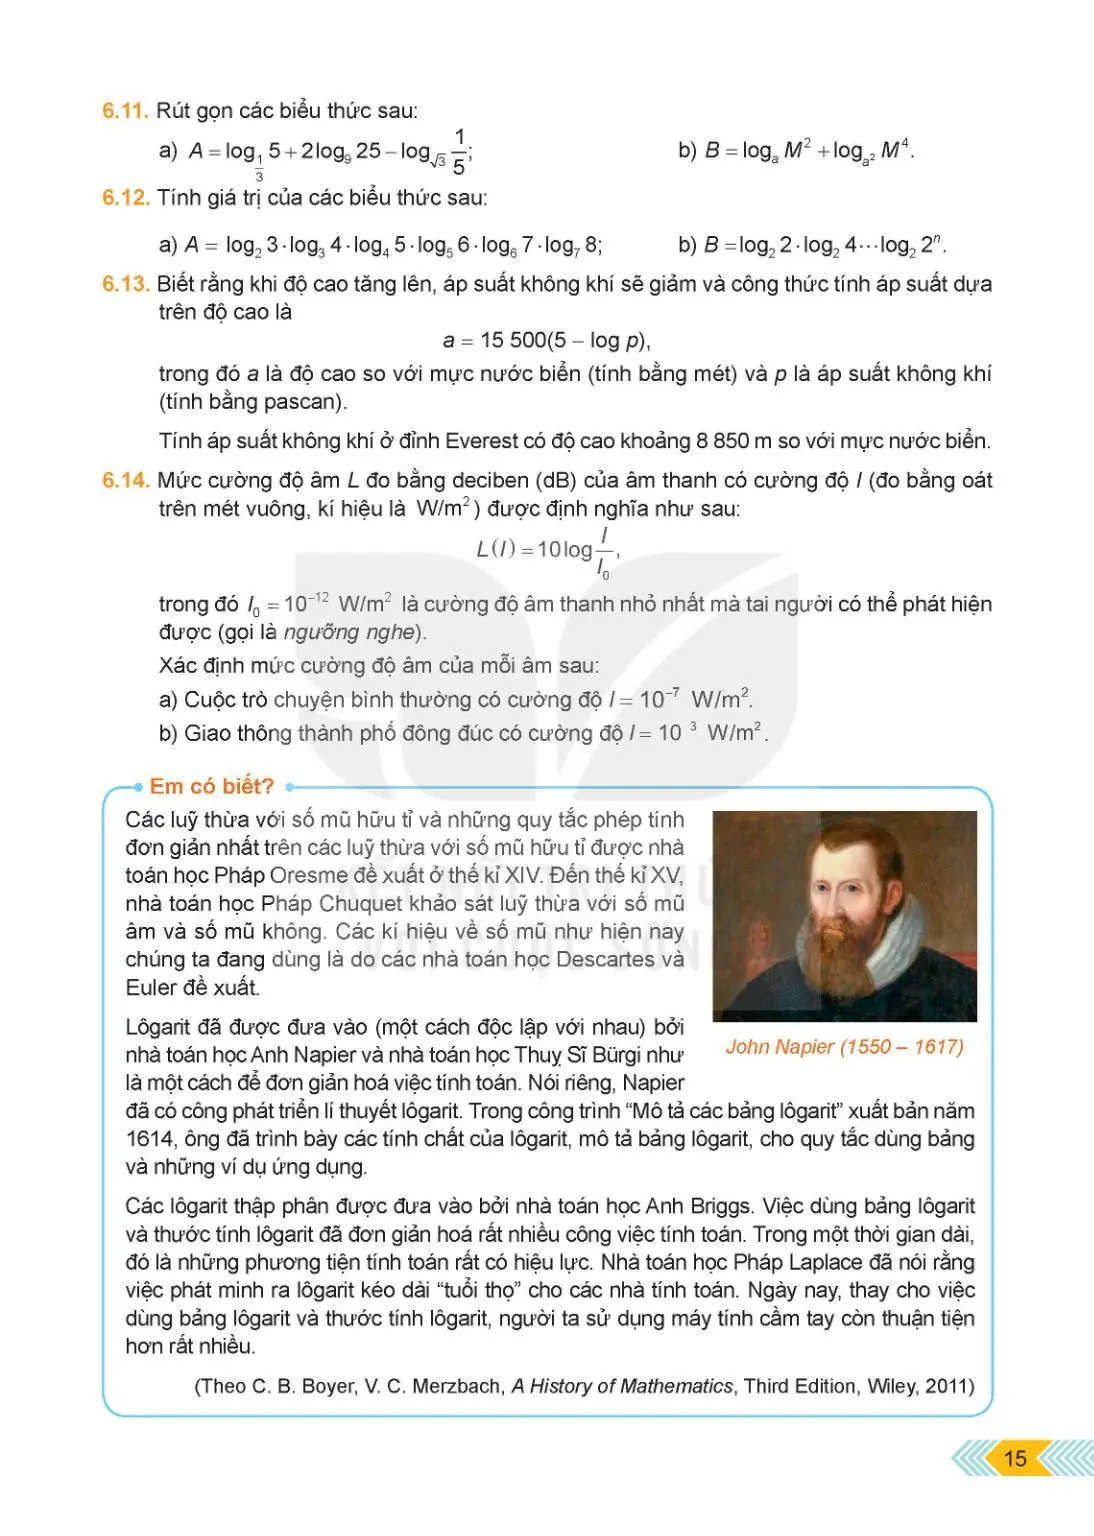 6.11. Rút gọn các biểu thức sau:
a) A = log_{1/3} 5 + 2log_9 25 − log_{√3} 1/5;
b) B = log_a M² + log_{a²} M⁴.
6.12. Tính giá trị của các biểu thức sau:
a) A = log₂ 3 · log₃ 4 · log₄ 5 · log₅ 6 · log₆ 7 · log₇ 8;
b) B = log₂ 2 · log₂ 4 ··· log₂ 2ⁿ.
6.13. Biết rằng khi độ cao tăng lên, áp suất không khí sẽ giảm và công thức tính áp suất dựa
trên độ cao là
a = 15 500(5 – log p),
trong đó a là độ cao so với mực nước biển (tính bằng mét) và p là áp suất không khí
(tính bằng pascan).
Tính áp suất không khí ở đỉnh Everest có độ cao khoảng 8 850 m so với mực nước biển.
6.14. Mức cường độ âm L đo bằng deciben (dB) của âm thanh có cường độ I (đo bằng oát
trên mét vuông, kí hiệu là W/m²) được định nghĩa như sau:
L(I) = 10log I/I₀,
trong đó I₀ = 10⁻¹² W/m² là cường độ âm thanh nhỏ nhất mà tai người có thể phát hiện
được (gọi là ngưỡng nghe).
Xác định mức cường độ âm của mỗi âm sau:
a) Cuộc trò chuyện bình thường có cường độ I = 10⁻⁷ W/m².
b) Giao thông thành phố đông đúc có cường độ I = 10 ³ W/m².
Em có biết?
Các luỹ thừa với số mũ hữu tỉ và những quy tắc phép tính
đơn giản nhất trên các luỹ thừa với số mũ hữu tỉ được nhà
toán học Pháp Oresme đề xuất ở thế kỉ XIV. Đến thế kỉ XV,
nhà toán học Pháp Chuquet khảo sát luỹ thừa với số mũ
âm và số mũ không. Các kí hiệu về số mũ như hiện nay
chúng ta đang dùng là do các nhà toán học Descartes và
Euler đề xuất.
Lôgarit đã được đưa vào (một cách độc lập với nhau) bởi
nhà toán học Anh Napier và nhà toán học Thuỵ Sĩ Bürgi như
là một cách để đơn giản hoá việc tính toán. Nói riêng, Napier
đã có công phát triển lí thuyết lôgarit. Trong công trình “Mô tả các bảng lôgarit” xuất bản năm
1614, ông đã trình bày các tính chất của lôgarit, mô tả bảng lôgarit, cho quy tắc dùng bảng
và những ví dụ ứng dụng.
John Napier (1550 – 1617)
Các lôgarit thập phân được đưa vào bởi nhà toán học Anh Briggs. Việc dùng bảng lôgarit
và thước tính lôgarit đã đơn giản hoá rất nhiều công việc tính toán. Trong một thời gian dài,
đó là những phương tiện tính toán rất có hiệu lực. Nhà toán học Pháp Laplace đã nói rằng
việc phát minh ra lôgarit kéo dài “tuổi thọ” cho các nhà tính toán. Ngày nay, thay cho việc
dùng bảng lôgarit và thước tính lôgarit, người ta sử dụng máy tính cầm tay còn thuận tiện
hơn rất nhiều.
(Theo C. B. Boyer, V. C. Merzbach, A History of Mathematics, Third Edition, Wiley, 2011)
15